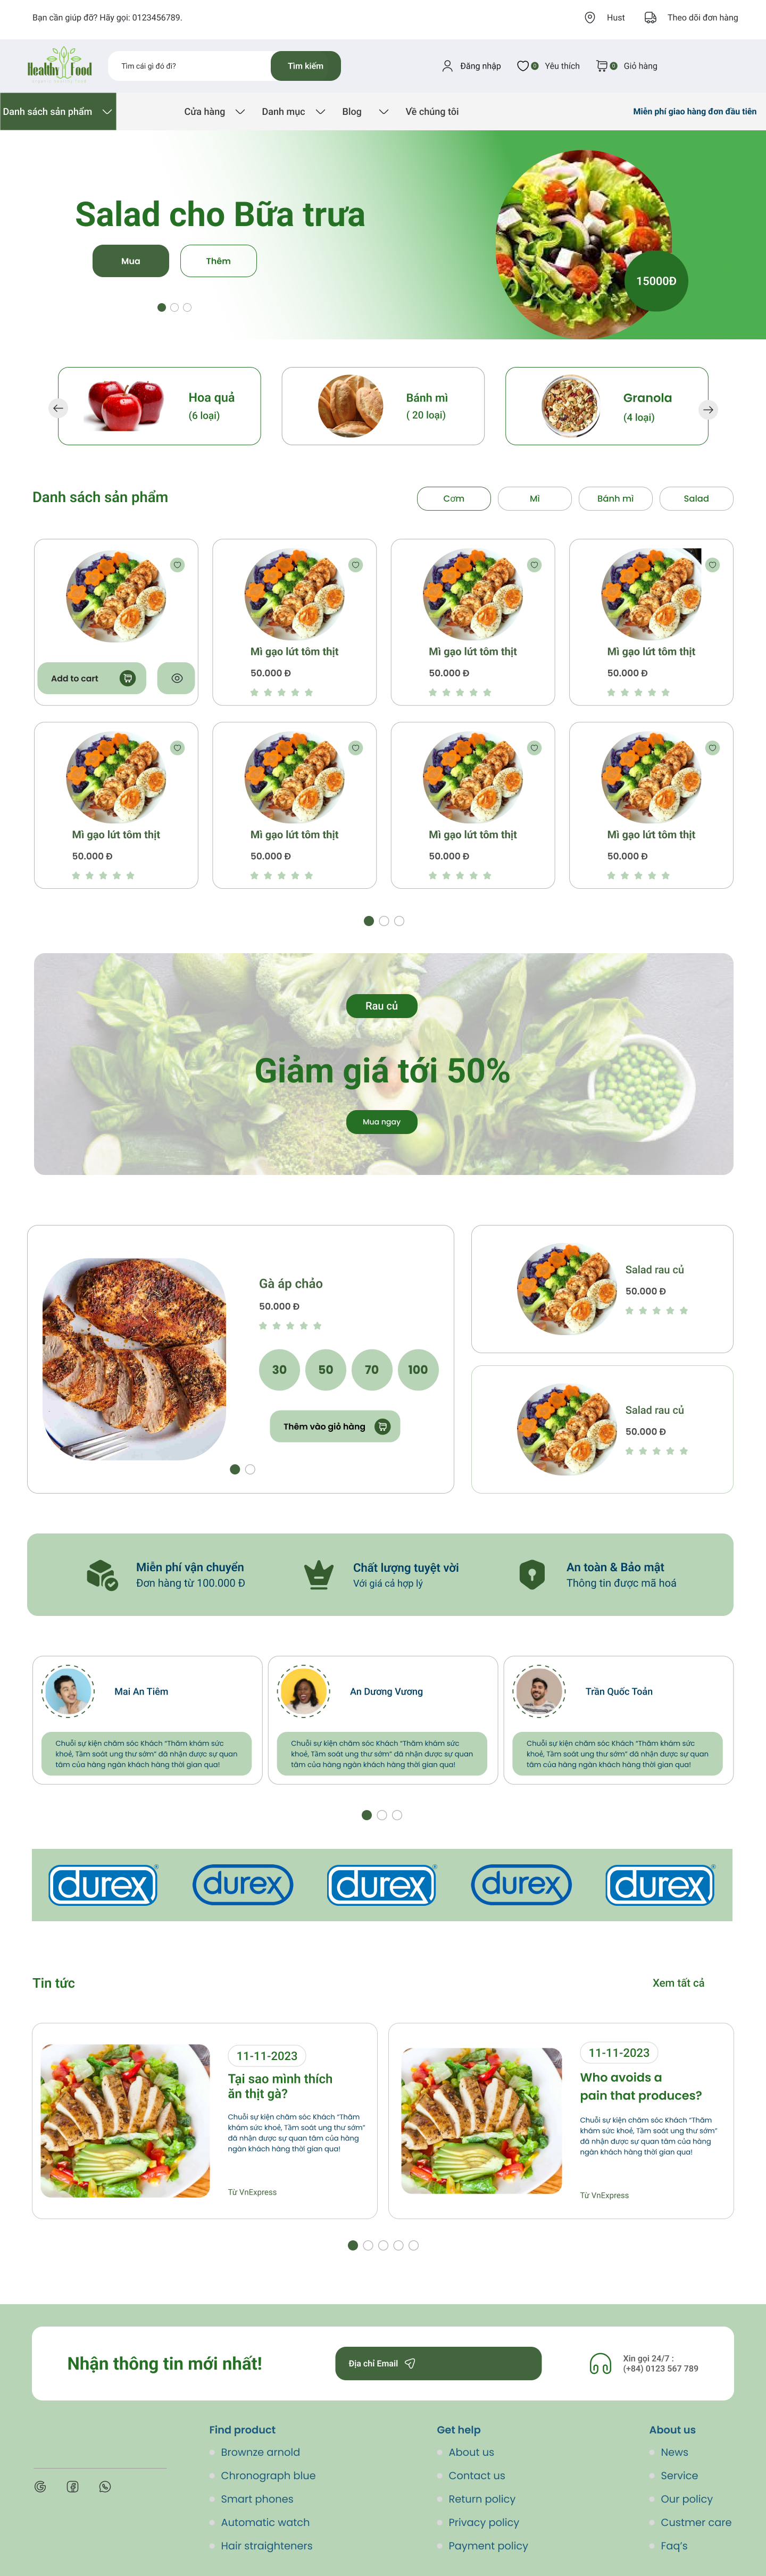 Bạn cần giúp đỡ? Hãy gọi: 0123456789.
Hust
Theo dõi đơn hàng
Healthy Food
Tìm cái gì đó đi?
Tìm kiếm
Đăng nhập
0
Yêu thích
0
Giỏ hàng
Danh sách sản phẩm
Cửa hàng
Danh mục
Blog
Về chúng tôi
Miễn phí giao hàng đơn đầu tiên
Salad cho Bữa trưa
Mua
Thêm
15000Đ
Hoa quả
(6 loại)
Bánh mì
( 20 loại)
Granola
(4 loại)
Danh sách sản phẩm
Cơm
Mì
Bánh mì
Salad
Add to cart
Mì gạo lứt tôm thịt
50.000 Đ
Mì gạo lứt tôm thịt
50.000 Đ
Mì gạo lứt tôm thịt
50.000 Đ
Mì gạo lứt tôm thịt
50.000 Đ
Mì gạo lứt tôm thịt
50.000 Đ
Mì gạo lứt tôm thịt
50.000 Đ
Mì gạo lứt tôm thịt
50.000 Đ
Rau củ
Giảm giá tới 50%
Mua ngay
Gà áp chảo
50.000 Đ
30
50
70
100
Thêm vào giỏ hàng
Salad rau củ
50.000 Đ
Salad rau củ
50.000 Đ
Miễn phí vận chuyển
Đơn hàng từ 100.000 Đ
Chất lượng tuyệt vời
Với giá cả hợp lý
An toàn & Bảo mật
Thông tin được mã hoá
Mai An Tiêm
Chuỗi sự kiện chăm sóc Khách "Thăm khám sức
khoẻ, Tầm soát ung thư sớm" đã nhận được sự quan
tâm của hàng ngàn khách hàng thời gian qua!
An Dương Vương
Chuỗi sự kiện chăm sóc Khách "Thăm khám sức
khoẻ, Tầm soát ung thư sớm" đã nhận được sự quan
tâm của hàng ngàn khách hàng thời gian qua!
Trần Quốc Toản
Chuỗi sự kiện chăm sóc Khách "Thăm khám sức
khoẻ, Tầm soát ung thư sớm" đã nhận được sự quan
tâm của hàng ngàn khách hàng thời gian qua!
durex®
durex
durex®
durex
durex®
Tin tức
Xem tất cả
11-11-2023
Tại sao mình thích
ăn thịt gà?
Chuỗi sự kiện chăm sóc Khách "Thăm
khám sức khoẻ, Tầm soát ung thư sớm"
đã nhận được sự quan tâm của hàng
ngàn khách hàng thời gian qua!
Từ VnExpress
11-11-2023
Who avoids a
pain that produces?
Chuỗi sự kiện chăm sóc Khách "Thăm
khám sức khoẻ, Tầm soát ung thư sớm"
đã nhận được sự quan tâm của hàng
ngàn khách hàng thời gian qua!
Từ VnExpress
Nhận thông tin mới nhất!
Địa chỉ Email
Xin gọi 24/7 :
(+84) 0123 567 789
Find product
Brownze arnold
Chronograph blue
Smart phones
Automatic watch
Hair straighteners
Get help
About us
Contact us
Return policy
Privacy policy
Payment policy
About us
News
Service
Our policy
Custmer care
Faq's